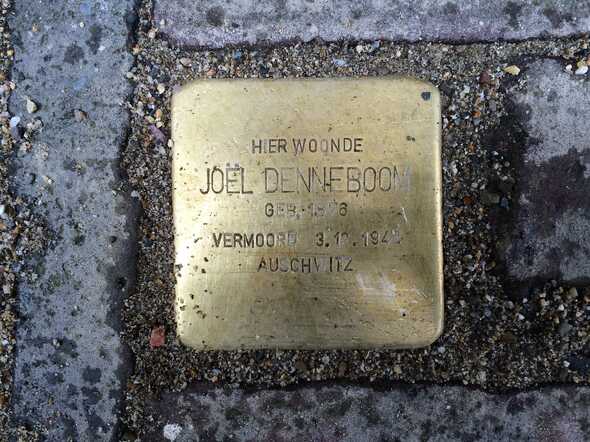 HIER WOONDE
JOËL DENNEBOOM
GEB.
VERMOORD
AUSCHWITZ